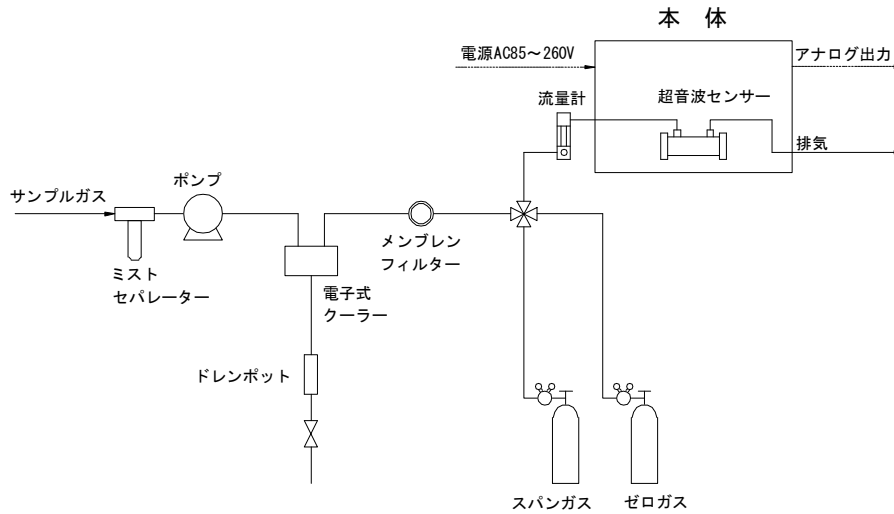 本 体
電源AC85～260V
アナログ出力
流量計
超音波センサー
排気
サンプルガス
ポンプ
メンブレン
フィルター
ミスト
セパレーター
電子式
クーラー
ドレンポット
スパンガス
ゼロガス